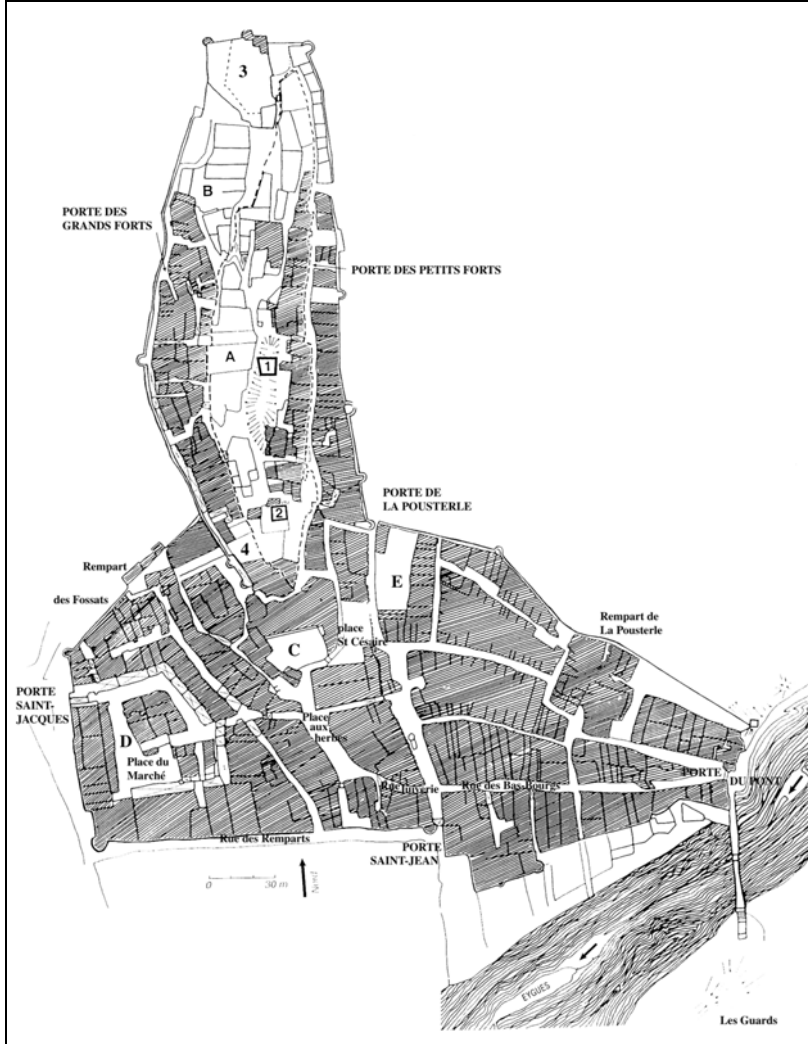 3
d
B
PORTE DES
GRANDS FORTS
PORTE DES PETITS FORTS
A
1
PORTE DE
LA POUSTERLE
2
4
Rempart
des Fossats
E
place
St Césaire
Rempart de
La Pousterle
C
PORTE
SAINT-
JACQUES
D
Place
aux
herbes
Place du
Marché
PORTE
DU PONT
Rue Juiverie
Rue des Bas-Bourgs
Rue des Remparts
PORTE
SAINT-JEAN
0 30 m
Nord
EYGUES
Les Guards